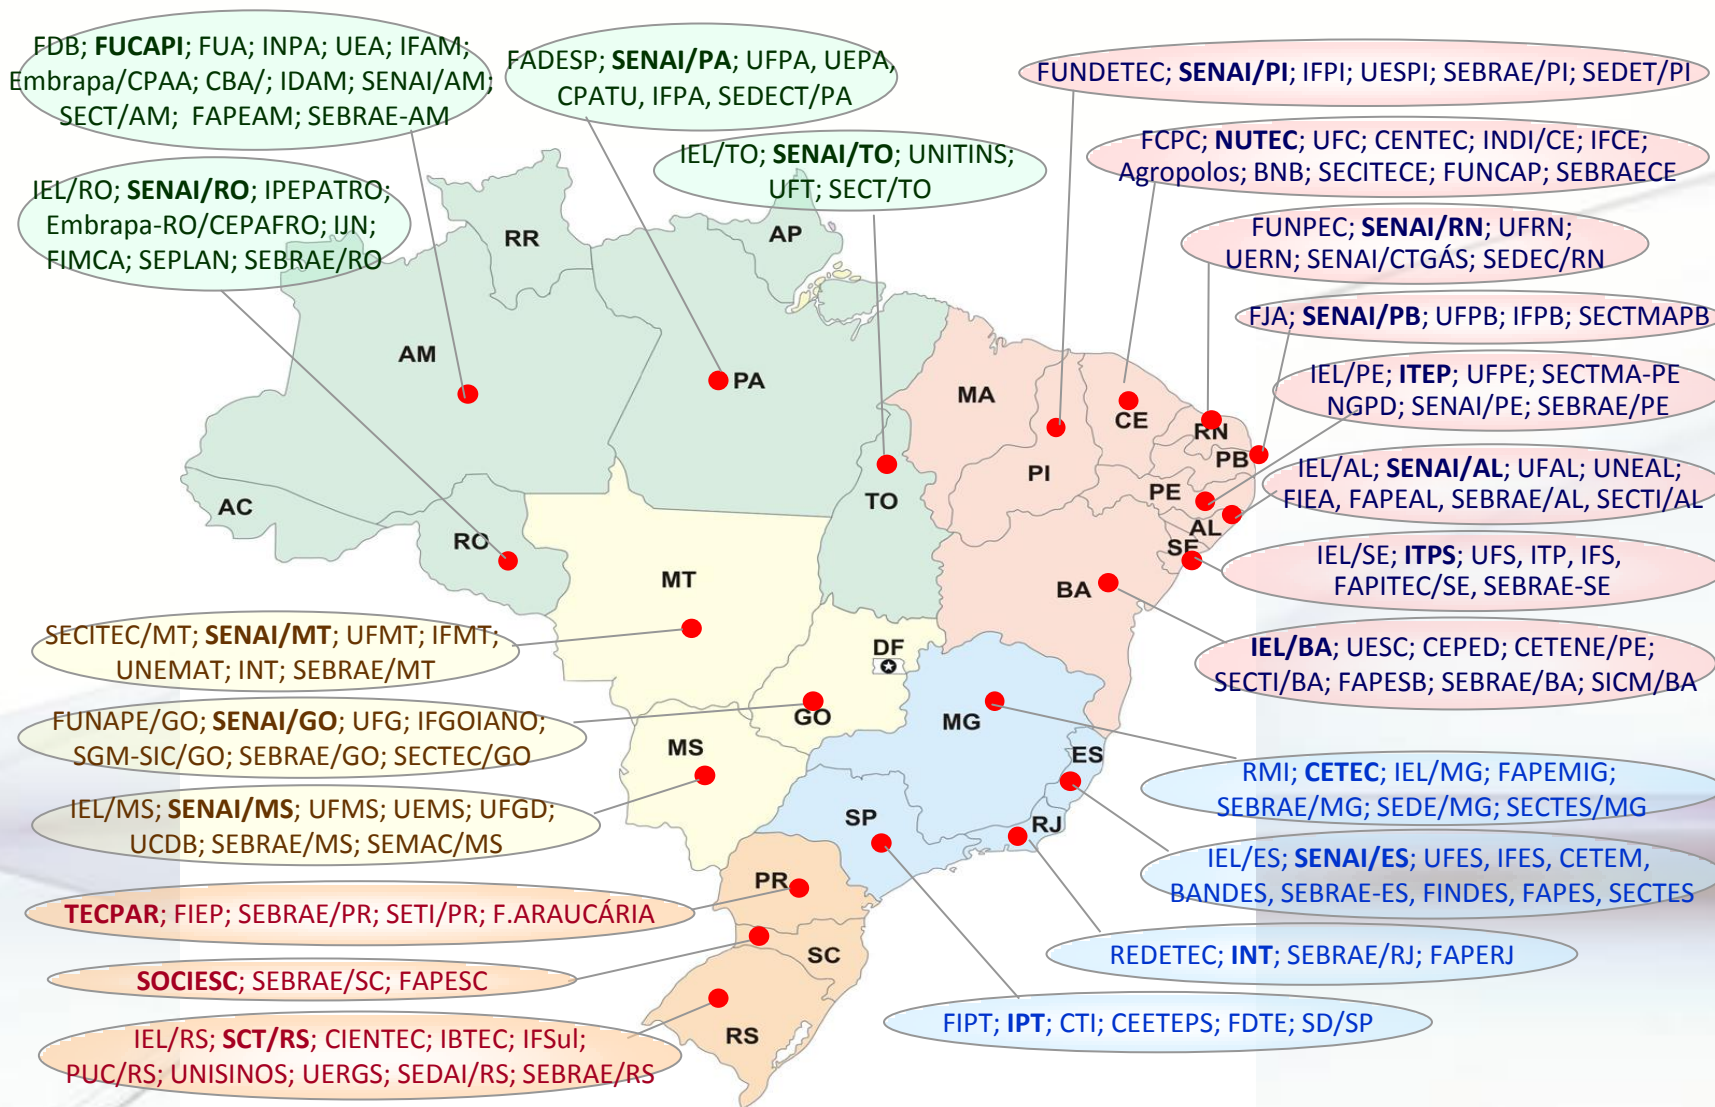 FDB; FUCAPI; FUA; INPA; UEA; IFAM;
Embrapa/CPAA; CBA/; IDAM; SENAI/AM;
SECT/AM; FAPEAM; SEBRAE-AM
FADESP; SENAI/PA; UFPA, UEPA,
CPATU, IFPA, SEDECT/PA
IEL/TO; SENAI/TO; UNITINS;
UFT; SECT/TO
IEL/RO; SENAI/RO; IPEPATRO;
Embrapa-RO/CEPAFRO; IJN;
FIMCA; SEPLAN; SEBRAE/RO
FUNDETEC; SENAI/PI; IFPI; UESPI; SEBRAE/PI; SEDET/PI
FCPC; NUTEC; UFC; CENTEC; INDI/CE; IFCE;
Agropolos; BNB; SECITECE; FUNCAP; SEBRAECE
FUNPEC; SENAI/RN; UFRN;
UERN; SENAI/CTGÁS; SEDEC/RN
FJA; SENAI/PB; UFPB; IFPB; SECTMAPB
IEL/PE; ITEP; UFPE; SECTMA-PE
NGPD; SENAI/PE; SEBRAE/PE
IEL/AL; SENAI/AL; UFAL; UNEAL;
FIEA, FAPEAL, SEBRAE/AL, SECTI/AL
IEL/SE; ITPS; UFS, ITP, IFS,
FAPITEC/SE, SEBRAE-SE
IEL/BA; UESC; CEPED; CETENE/PE;
SECTI/BA; FAPESB; SEBRAE/BA; SICM/BA
RMI; CETEC; IEL/MG; FAPEMIG;
SEBRAE/MG; SEDE/MG; SECTES/MG
IEL/ES; SENAI/ES; UFES, IFES, CETEM,
BANDES, SEBRAE-ES, FINDES, FAPES, SECTES
REDETEC; INT; SEBRAE/RJ; FAPERJ
FIPT; IPT; CTI; CEETEPS; FDTE; SD/SP
SECITEC/MT; SENAI/MT; UFMT; IFMT;
UNEMAT; INT; SEBRAE/MT
FUNAPE/GO; SENAI/GO; UFG; IFGOIANO;
SGM-SIC/GO; SEBRAE/GO; SECTEC/GO
IEL/MS; SENAI/MS; UFMS; UEMS; UFGD;
UCDB; SEBRAE/MS; SEMAC/MS
TECPAR; FIEP; SEBRAE/PR; SETI/PR; F.ARAUCÁRIA
SOCIESC; SEBRAE/SC; FAPESC
IEL/RS; SCT/RS; CIENTEC; IBTEC; IFSul;
PUC/RS; UNISINOS; UERGS; SEDAI/RS; SEBRAE/RS
RR
AP
AM
PA
MA
CE
RN
PB
PI
PE
AL
SE
TO
AC
RO
BA
MT
DF
GO
MG
ES
MS
SP
RJ
PR
SC
RS